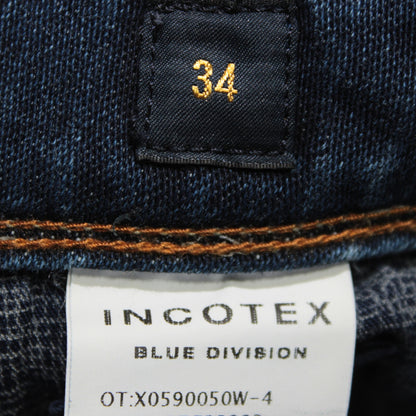 34
INCOTEX
BLUE DIVISION
OT:X0590050W-4